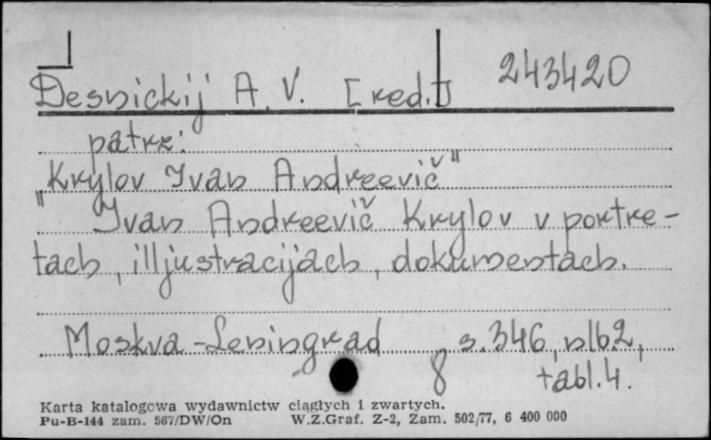 243420
Desnickij A. V. [red.]
patrz:
"Krylov Ivan Andreevič"
Ivan Andreevič Krylov v portre-
tach, illjustracijach, dokumentach.
Moskva-Leningrad s. 346, nlb2,
8 tabl. 4.
Karta katalogowa wydawnictw ciągłych i zwartych.
Pu-B-144 zam. 567/DW/On W.Z.Graf. Z-2, Zam. 502/77, 6 400 000